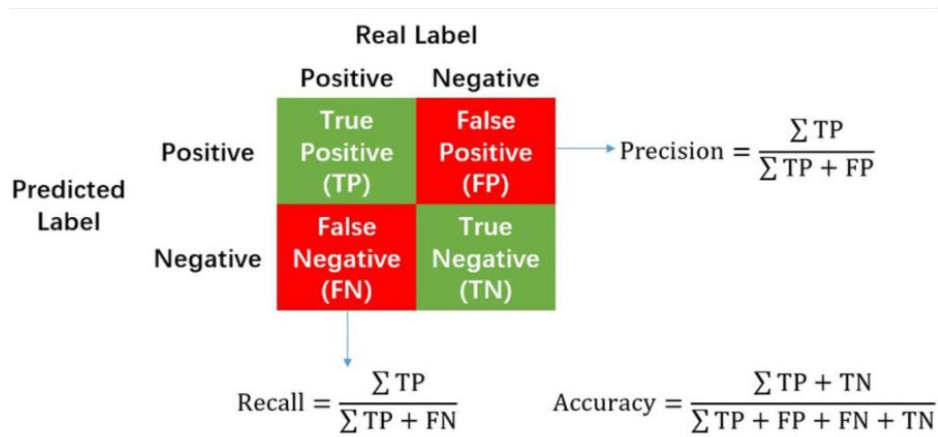 Real Label
Positive Negative
True Positive (TP)
False Positive (FP)
Positive
Precision = ∑ TP / ∑ TP + FP
Predicted Label
False Negative (FN)
True Negative (TN)
Negative
Recall = ∑ TP / ∑ TP + FN
Accuracy = ∑ TP + TN / ∑ TP + FP + FN + TN